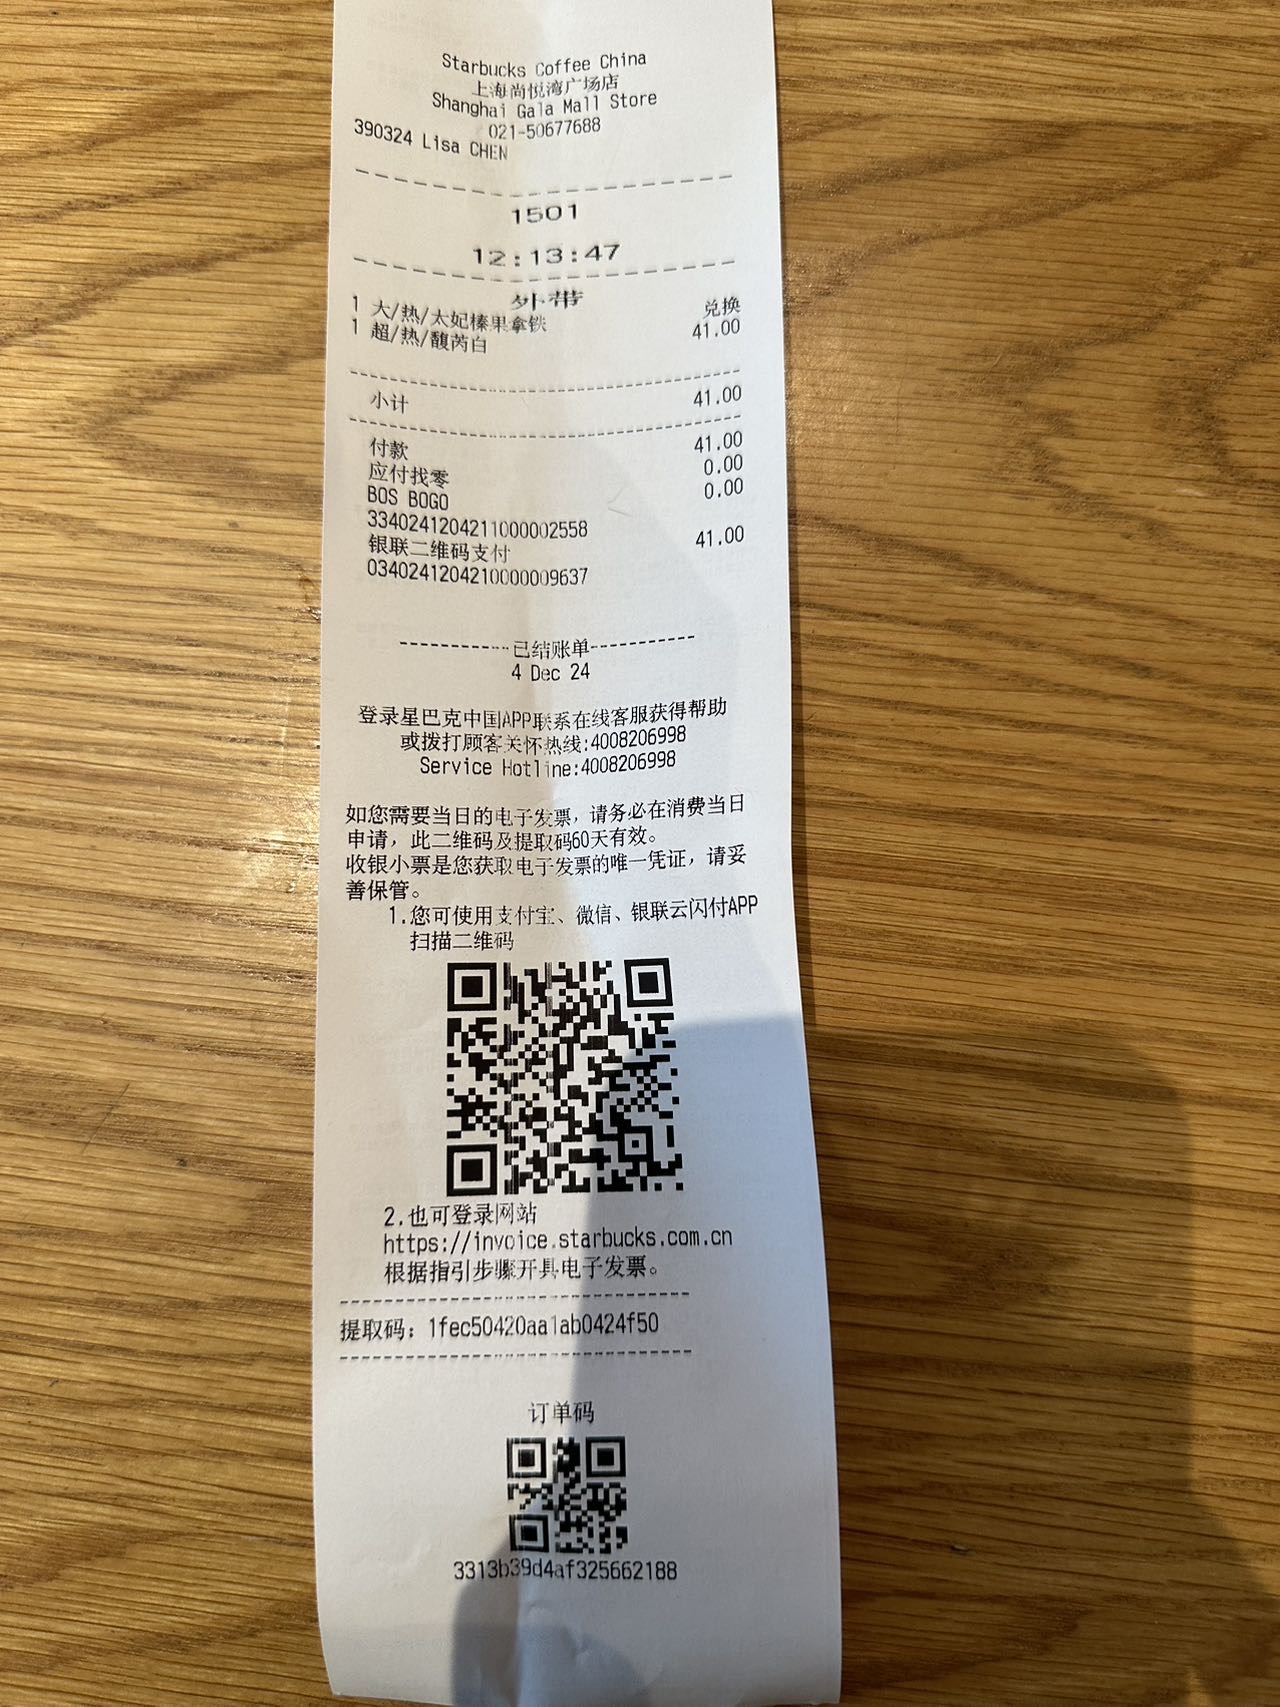 Starbucks Coffee China
上海尚悦湾广场店
Shanghai Gala Mall Store
021-50677688
390324 Lisa CHEN
1501
12:13:47
外带
1 大/热/太妃榛果拿铁 兑换
1 超/热/馥芮白 41.00
小计 41.00
付款 41.00
应付找零 0.00
BOS BOGO 0.00
3340241204211000002558
银联二维码支付 41.00
0340241204210000009637
-----------已结账单-----------
4 Dec 24
登录星巴克中国APP联系在线客服获得帮助
或拨打顾客关怀热线:4008206998
Service Hotline:4008206998
如您需要当日的电子发票，请务必在消费当日
申请，此二维码及提取码60天有效。
收银小票是您获取电子发票的唯一凭证，请妥
善保管。
1.您可使用支付宝、微信、银联云闪付APP
扫描二维码
2.也可登录网站
https://invoice.starbucks.com.cn
根据指引步骤开具电子发票。
提取码：1fec50420aa1ab0424f50
订单码
3313b39d4af325662188